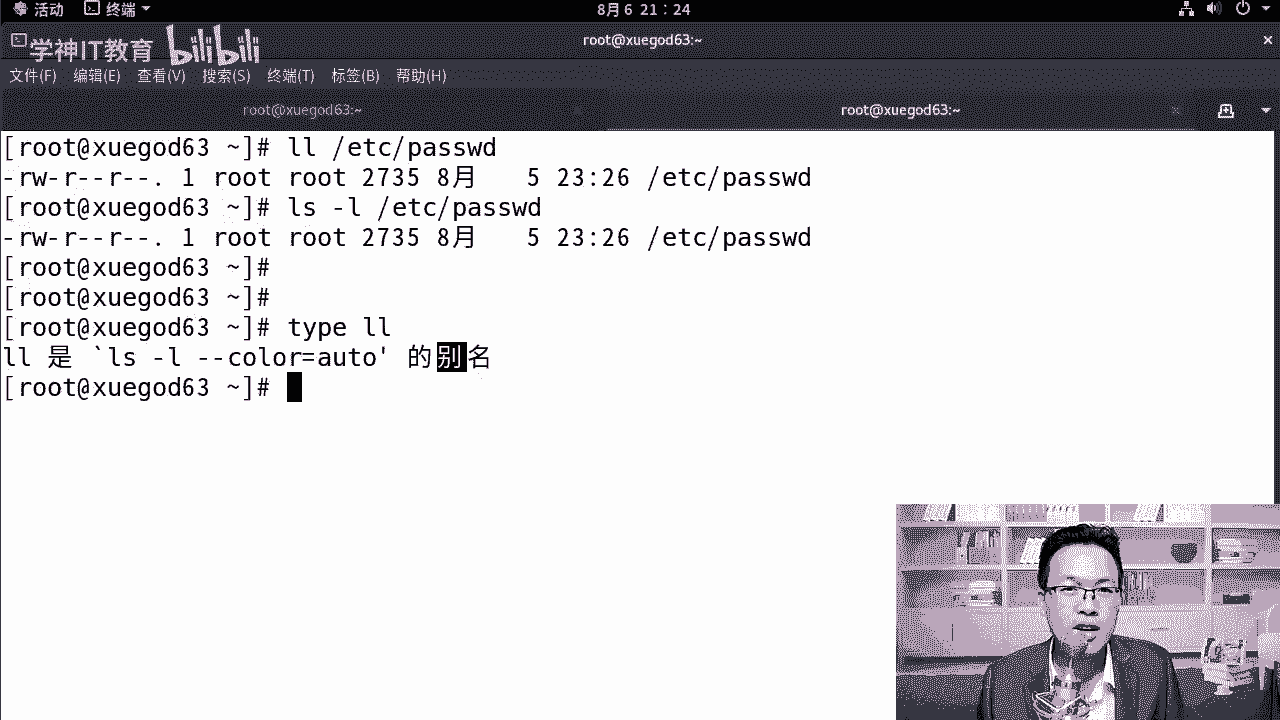 活动 终端 8月6 21：24
学神IT教育 bilibili root@xuegod63:~ ×
文件(F) 编辑(E) 查看(V) 搜索(S) 终端(T) 标签(B) 帮助(H)
root@xuegod63:~ × root@xuegod63:~ ×
[root@xuegod63 ~]# ll /etc/passwd
-rw-r--r--. 1 root root 2735 8月   5 23:26 /etc/passwd
[root@xuegod63 ~]# ls -l /etc/passwd
-rw-r--r--. 1 root root 2735 8月   5 23:26 /etc/passwd
[root@xuegod63 ~]#
[root@xuegod63 ~]#
[root@xuegod63 ~]# type ll
ll 是 `ls -l --color=auto' 的别名
[root@xuegod63 ~]#